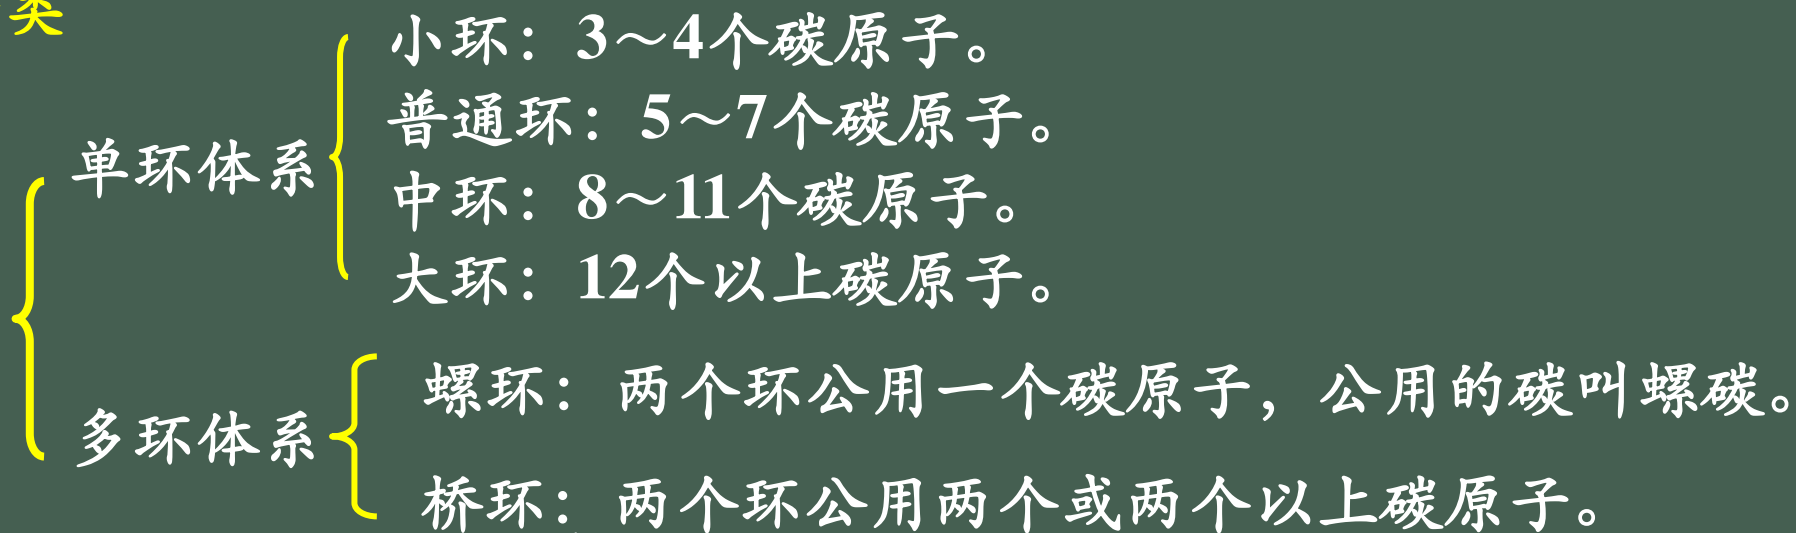 类
小环：3～4个碳原子。
普通环：5～7个碳原子。
单环体系
中环：8～11个碳原子。
大环：12个以上碳原子。
螺环：两个环公用一个碳原子，公用的碳叫螺碳。
多环体系
桥环：两个环公用两个或两个以上碳原子。